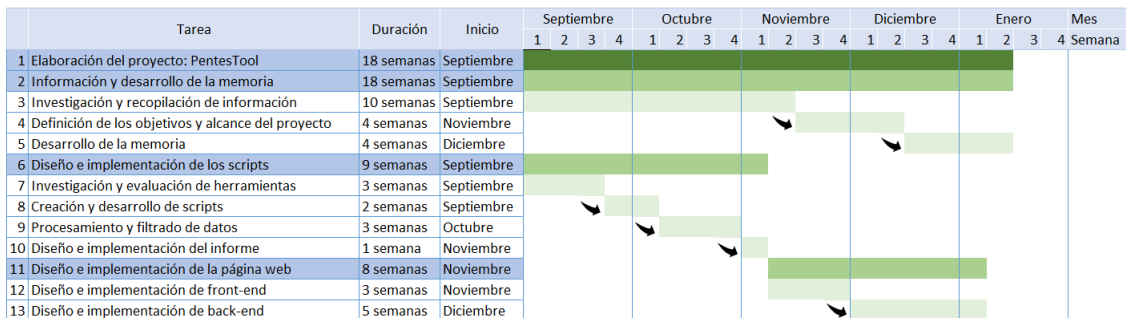 Tarea Duración Inicio Septiembre Octubre Noviembre Diciembre Enero Mes
1 2 3 4 1 2 3 4 1 2 3 4 1 2 3 4 1 2 3 4 Semana
1 Elaboración del proyecto: PentesTool 18 semanas Septiembre
2 Información y desarrollo de la memoria 18 semanas Septiembre
3 Investigación y recopilación de información 10 semanas Septiembre
4 Definición de los objetivos y alcance del proyecto 4 semanas Noviembre
5 Desarrollo de la memoria 4 semanas Diciembre
6 Diseño e implementación de los scripts 9 semanas Septiembre
7 Investigación y evaluación de herramientas 3 semanas Septiembre
8 Creación y desarrollo de scripts 2 semanas Septiembre
9 Procesamiento y filtrado de datos 3 semanas Octubre
10 Diseño e implementación del informe 1 semana Noviembre
11 Diseño e implementación de la página web 8 semanas Noviembre
12 Diseño e implementación de front-end 3 semanas Noviembre
13 Diseño e implementación de back-end 5 semanas Diciembre